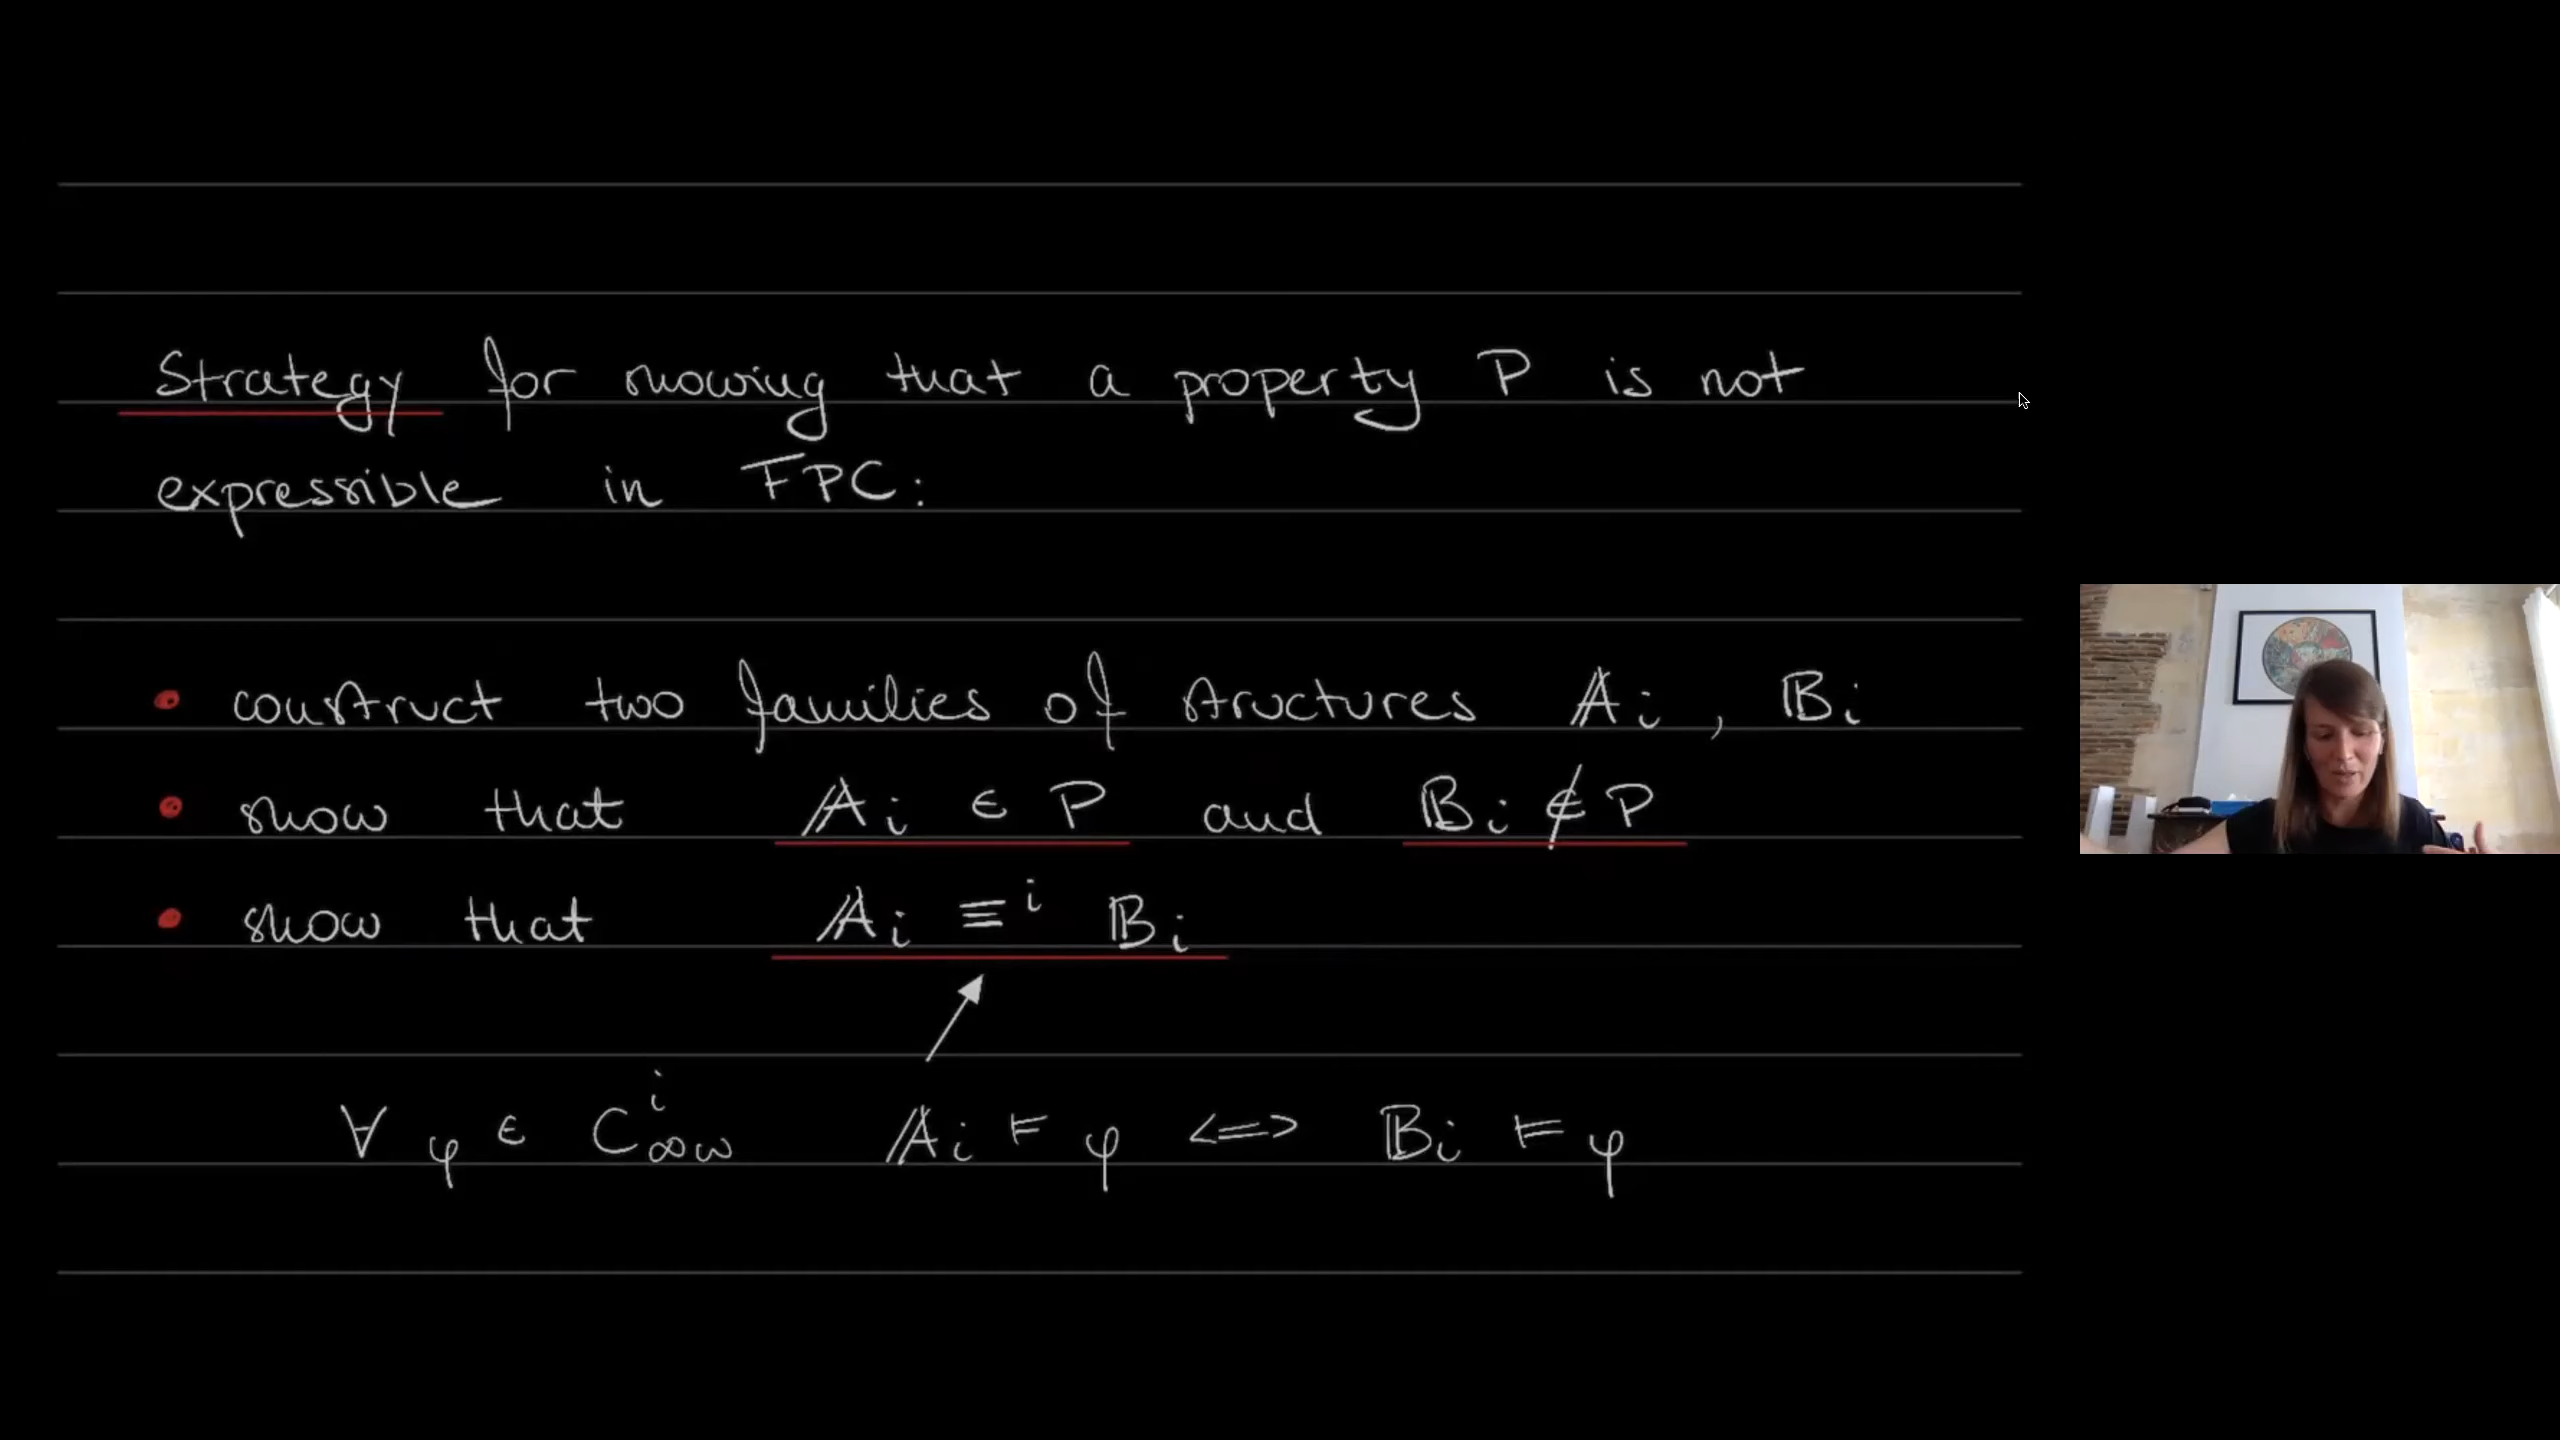 Strategy for showing that a property P is not
expressible in FPC:
• construct two families of structures 𝔸i , 𝔹i
• show that 𝔸i ∈ P and 𝔹i ∉ P
• show that 𝔸i ≡^i 𝔹i
∀ φ ∈ C^i_∞ω 𝔸i ⊨ φ <=> 𝔹i ⊨ φ